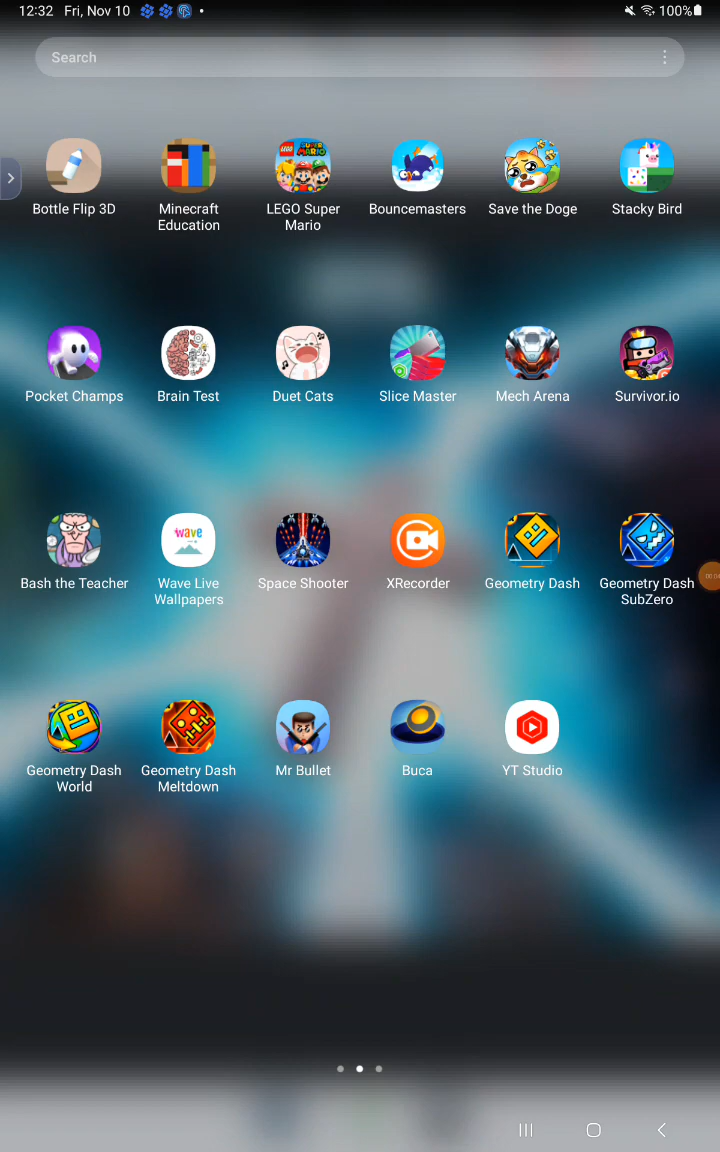 12:32 Fri, Nov 10
100%
Search
Bottle Flip 3D
Minecraft
Education
LEGO Super
Mario
Bouncemasters
Save the Doge
Stacky Bird
Pocket Champs
Brain Test
Duet Cats
Slice Master
Mech Arena
Survivor.io
Bash the Teacher
wave
Wave Live
Wallpapers
Space Shooter
XRecorder
Geometry Dash
Geometry Dash
SubZero
Geometry Dash
World
Geometry Dash
Meltdown
Mr Bullet
Buca
YT Studio